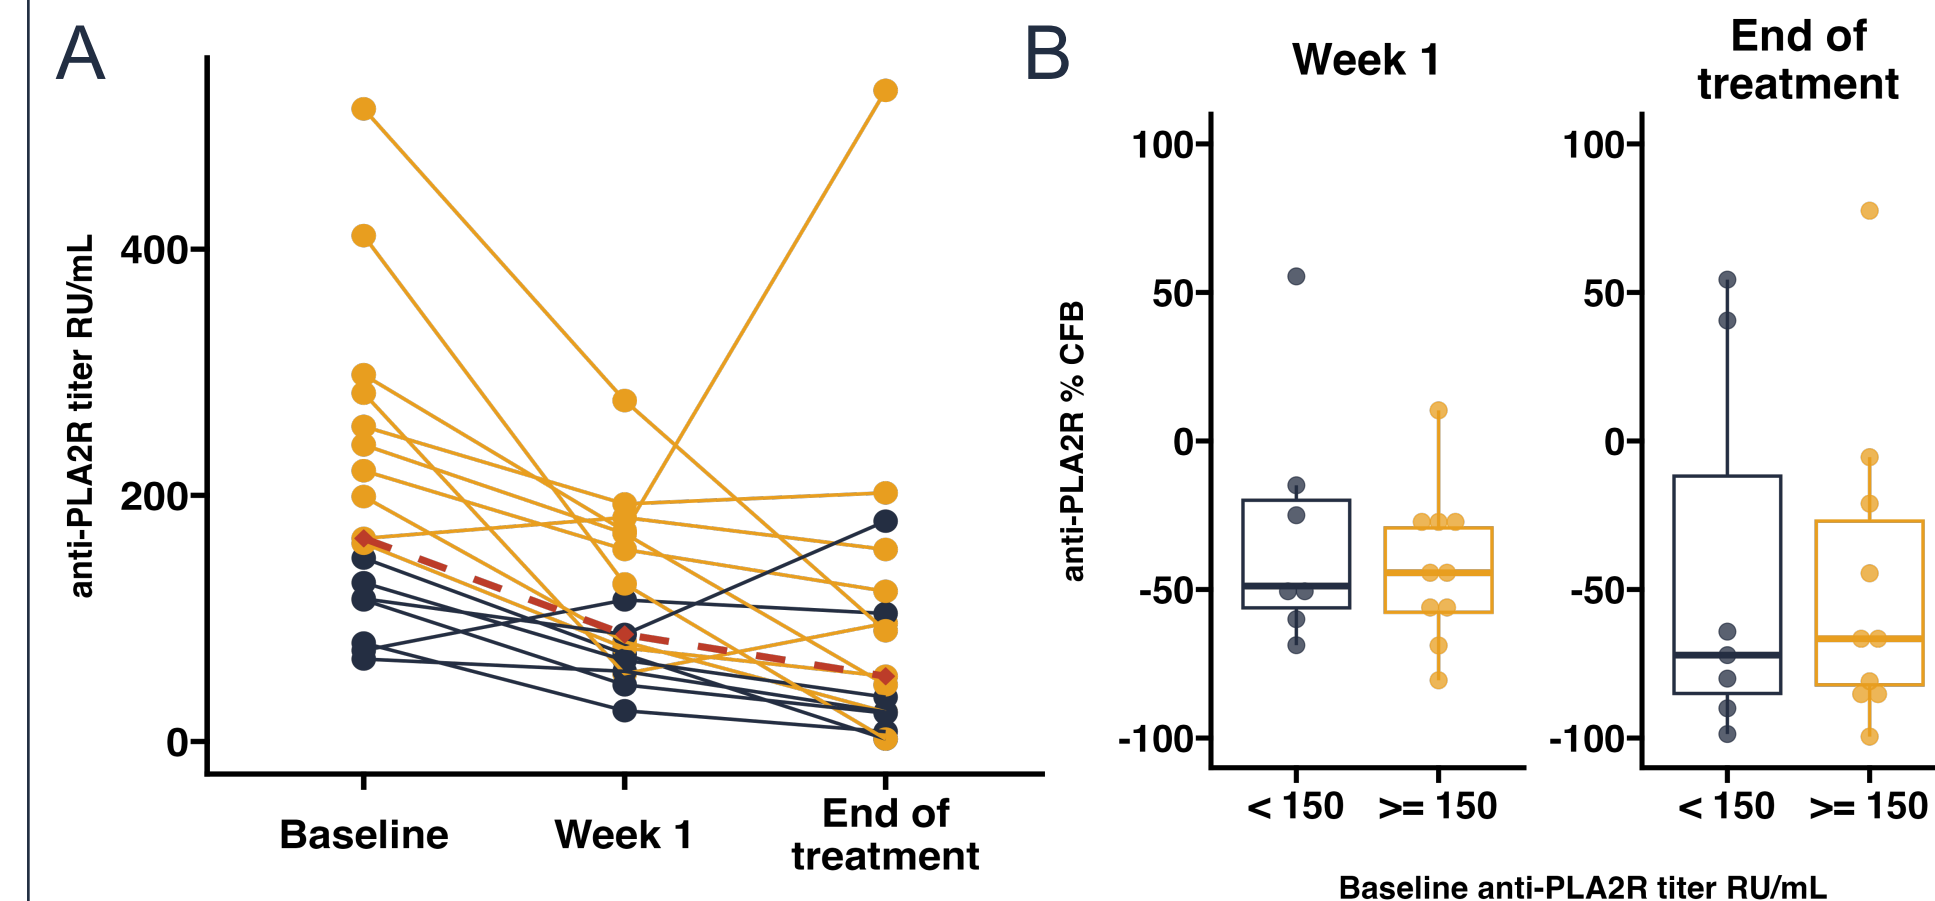 A
anti-PLA2R titer RU/mL
400
200
0
Baseline
Week 1
End of
treatment
B
Week 1
End of
treatment
anti-PLA2R % CFB
100
50
0
-50
-100
< 150
>= 150
100
50
0
-50
-100
< 150
>= 150
Baseline anti-PLA2R titer RU/mL